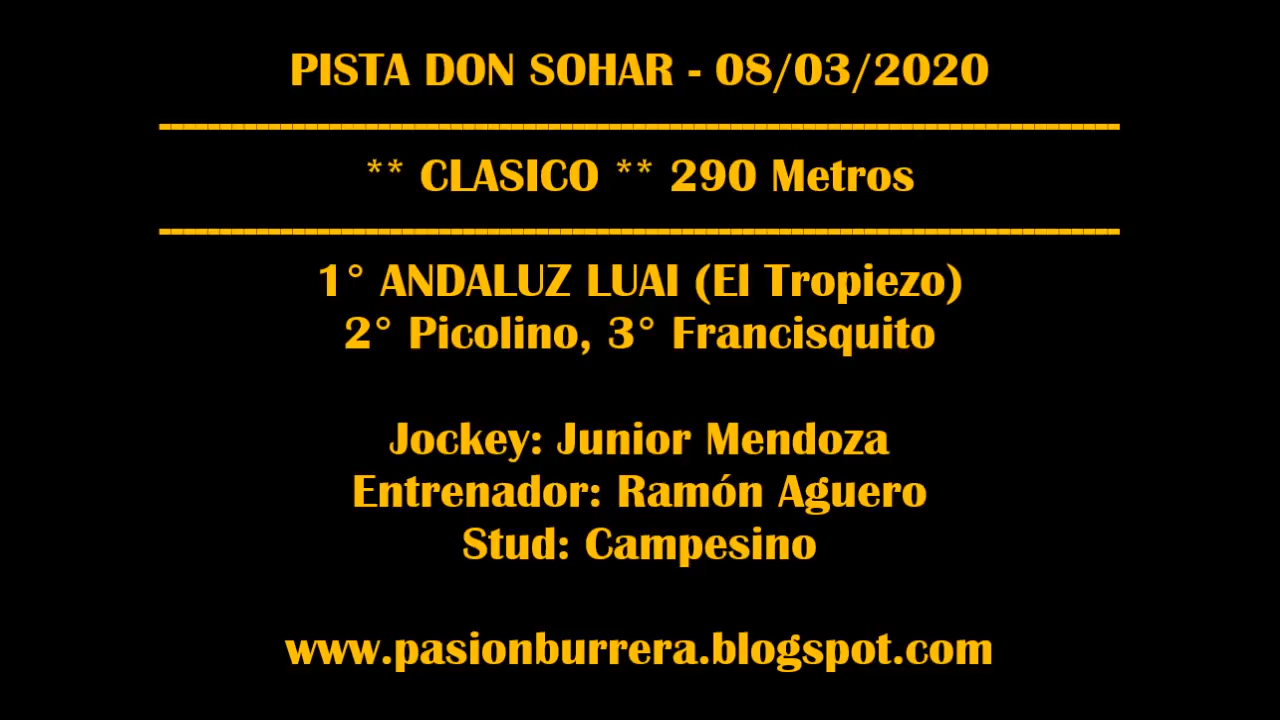 PISTA DON SOHAR - 08/03/2020
** CLASICO ** 290 Metros
1° ANDALUZ LUAI (El Tropiezo)
2° Picolino, 3° Francisquito
Jockey: Junior Mendoza
Entrenador: Ramón Aguero
Stud: Campesino
www.pasionburrera.blogspot.com